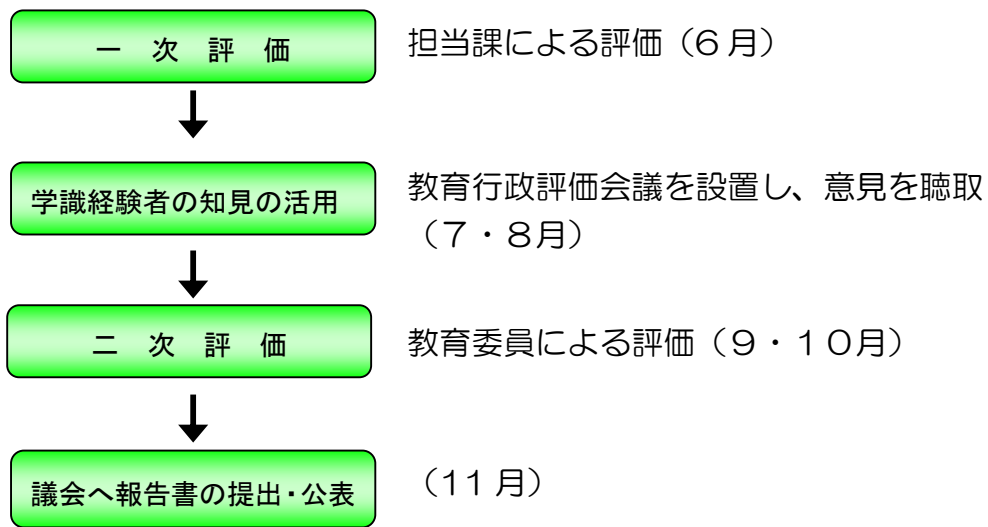 一 次 評 価
担当課による評価（6月）
学識経験者の知見の活用
教育行政評価会議を設置し、意見を聴取
（７・８月）
二 次 評 価
教育委員による評価（９・１０月）
議会へ報告書の提出・公表
（11月）